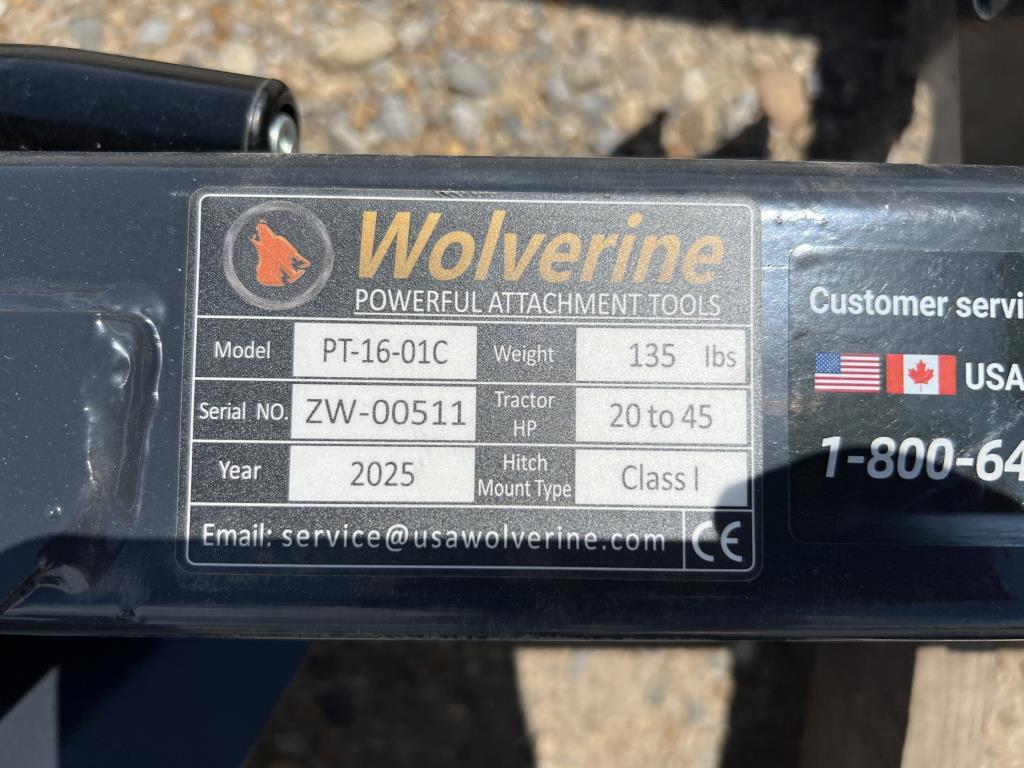 Wolverine
POWERFUL ATTACHMENT TOOLS
Model PT-16-01C Weight 135 lbs
Serial NO. ZW-00511 Tractor HP 20 to 45
Year 2025 Hitch Mount Type Class I
Email: service@usawolverine.com CE
Customer servi
USA
1-800-64